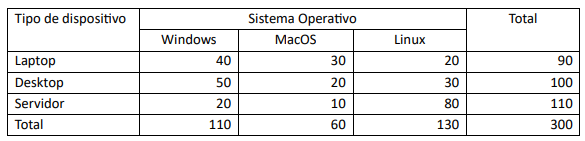 Tipo de dispositivo Sistema Operativo Total
Windows MacOS Linux
Laptop 40 30 20 90
Desktop 50 20 30 100
Servidor 20 10 80 110
Total 110 60 130 300